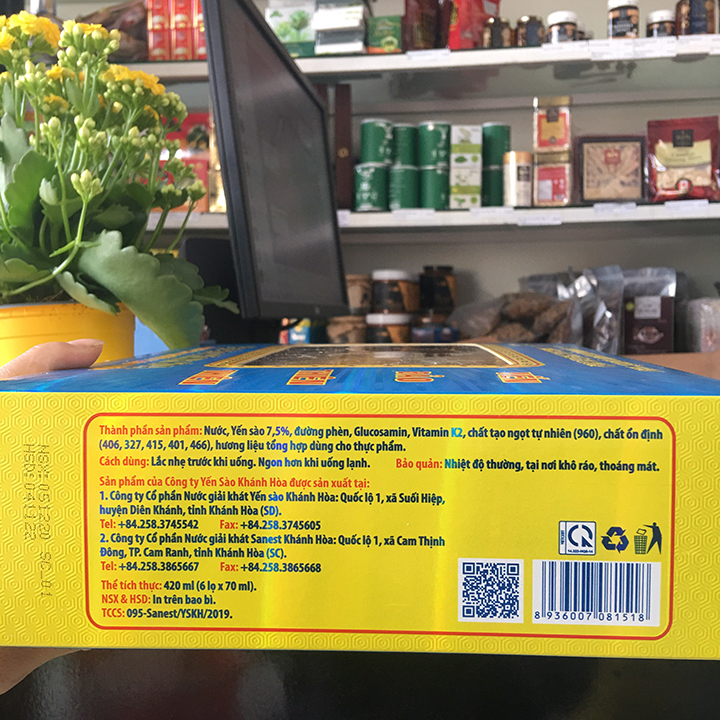 Thành phần sản phẩm: Nước, Yến sào 7,5%, đường phèn, Glucosamin, Vitamin K2, chất tạo ngọt tự nhiên (960), chất ổn định
(406, 327, 415, 401, 466), hương liệu tổng hợp dùng cho thực phẩm.
Cách dùng: Lắc nhẹ trước khi uống. Ngon hơn khi uống lạnh. Bảo quản: Nhiệt độ thường, tại nơi khô ráo, thoáng mát.
Sản phẩm của Công ty Yến Sào Khánh Hòa được sản xuất tại:
1. Công ty Cổ phần Nước giải khát Yến sào Khánh Hòa: Quốc lộ 1, xã Suối Hiệp,
huyện Diên Khánh, tỉnh Khánh Hòa (SD).
Tel: +84.258.3745542 Fax: +84.258.3745605
2. Công ty Cổ phần Nước giải khát Sanest Khánh Hòa: Quốc lộ 1, xã Cam Thịnh
Đông, TP. Cam Ranh, tỉnh Khánh Hòa (SC).
Tel: +84.258.3865667 Fax: +84.258.3865668
Thể tích thực: 420 ml (6 lọ x 70 ml).
NSX & HSD: In trên bao bì.
TCCS: 095-Sanest/YSKH/2019.
8 936007 081518
NSX 051220 SC.01
HSD 041122